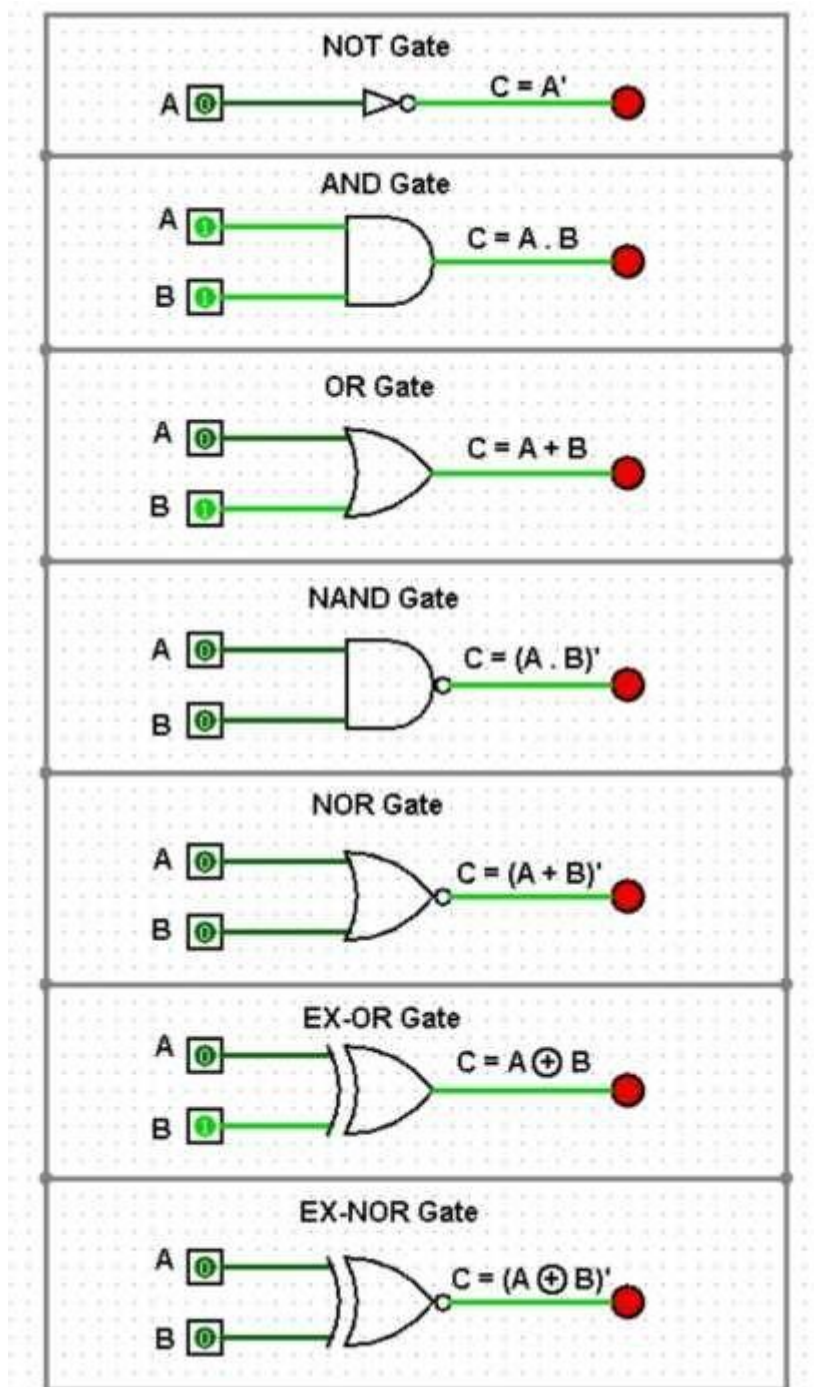 NOT Gate
A 0 C = A'
AND Gate
A 1
C = A . B
B 1
OR Gate
A 0
C = A + B
B 1
NAND Gate
A 0
C = (A . B)'
B 0
NOR Gate
A 0
C = (A + B)'
B 0
EX-OR Gate
A 0
C = A ⊕ B
B 1
EX-NOR Gate
A 0
C = (A ⊕ B)'
B 0